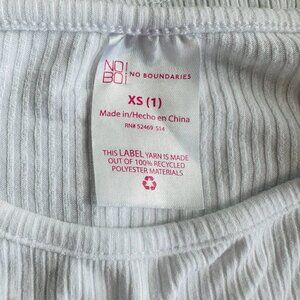 NO!
BO! NO BOUNDARIES
XS (1)
Made in/Hecho en China
RN# 52469 S14
THIS LABEL YARN IS MADE
OUT OF 100% RECYCLED
POLYESTER MATERIALS